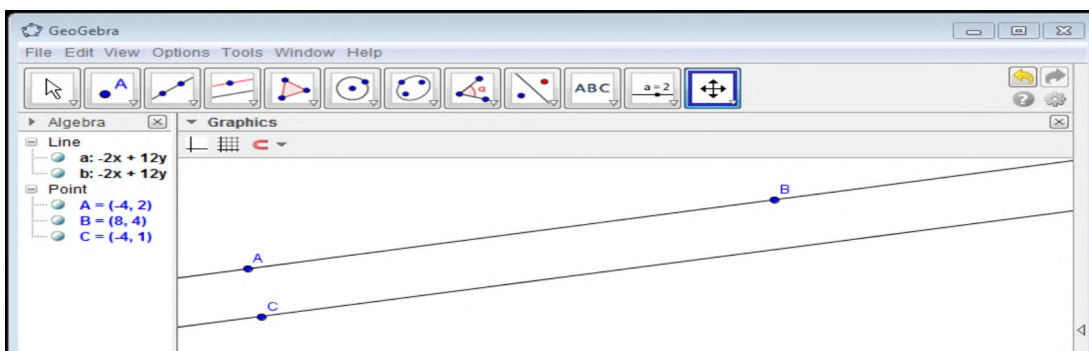 GeoGebra
File Edit View Options Tools Window Help
A α ABC a=2
Algebra
Graphics
Line
a: -2x + 12y
b: -2x + 12y
Point
A = (-4, 2)
B = (8, 4)
C = (-4, 1)
B
A
C